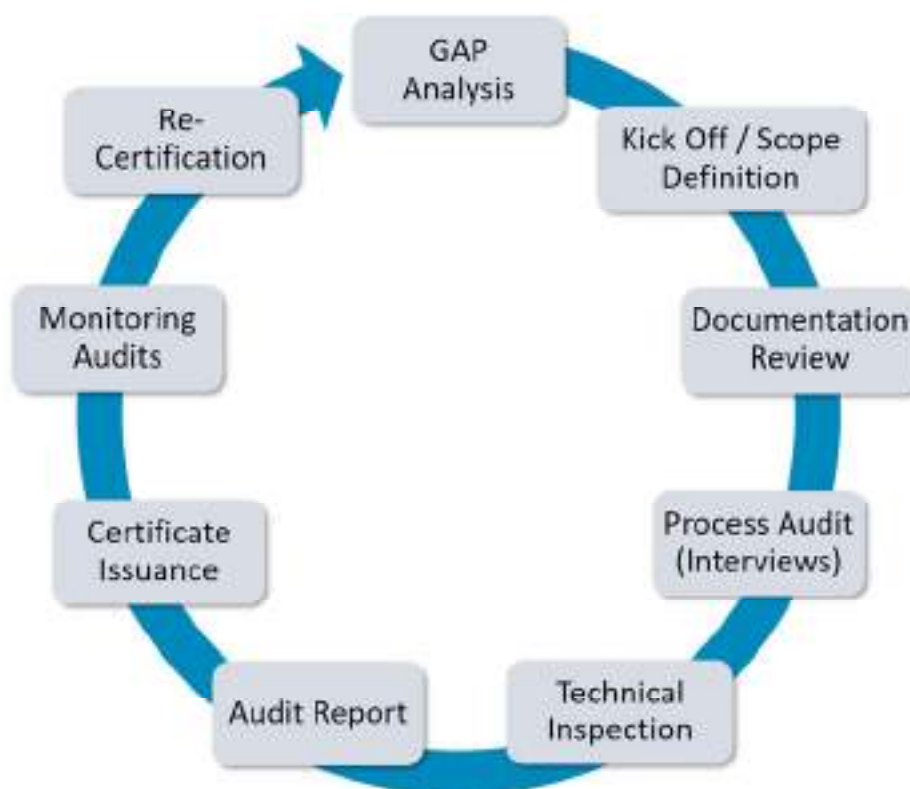 GAP
Analysis
Kick Off / Scope
Definition
Documentation
Review
Process Audit
(Interviews)
Technical
Inspection
Audit Report
Certificate
Issuance
Monitoring
Audits
Re-
Certification